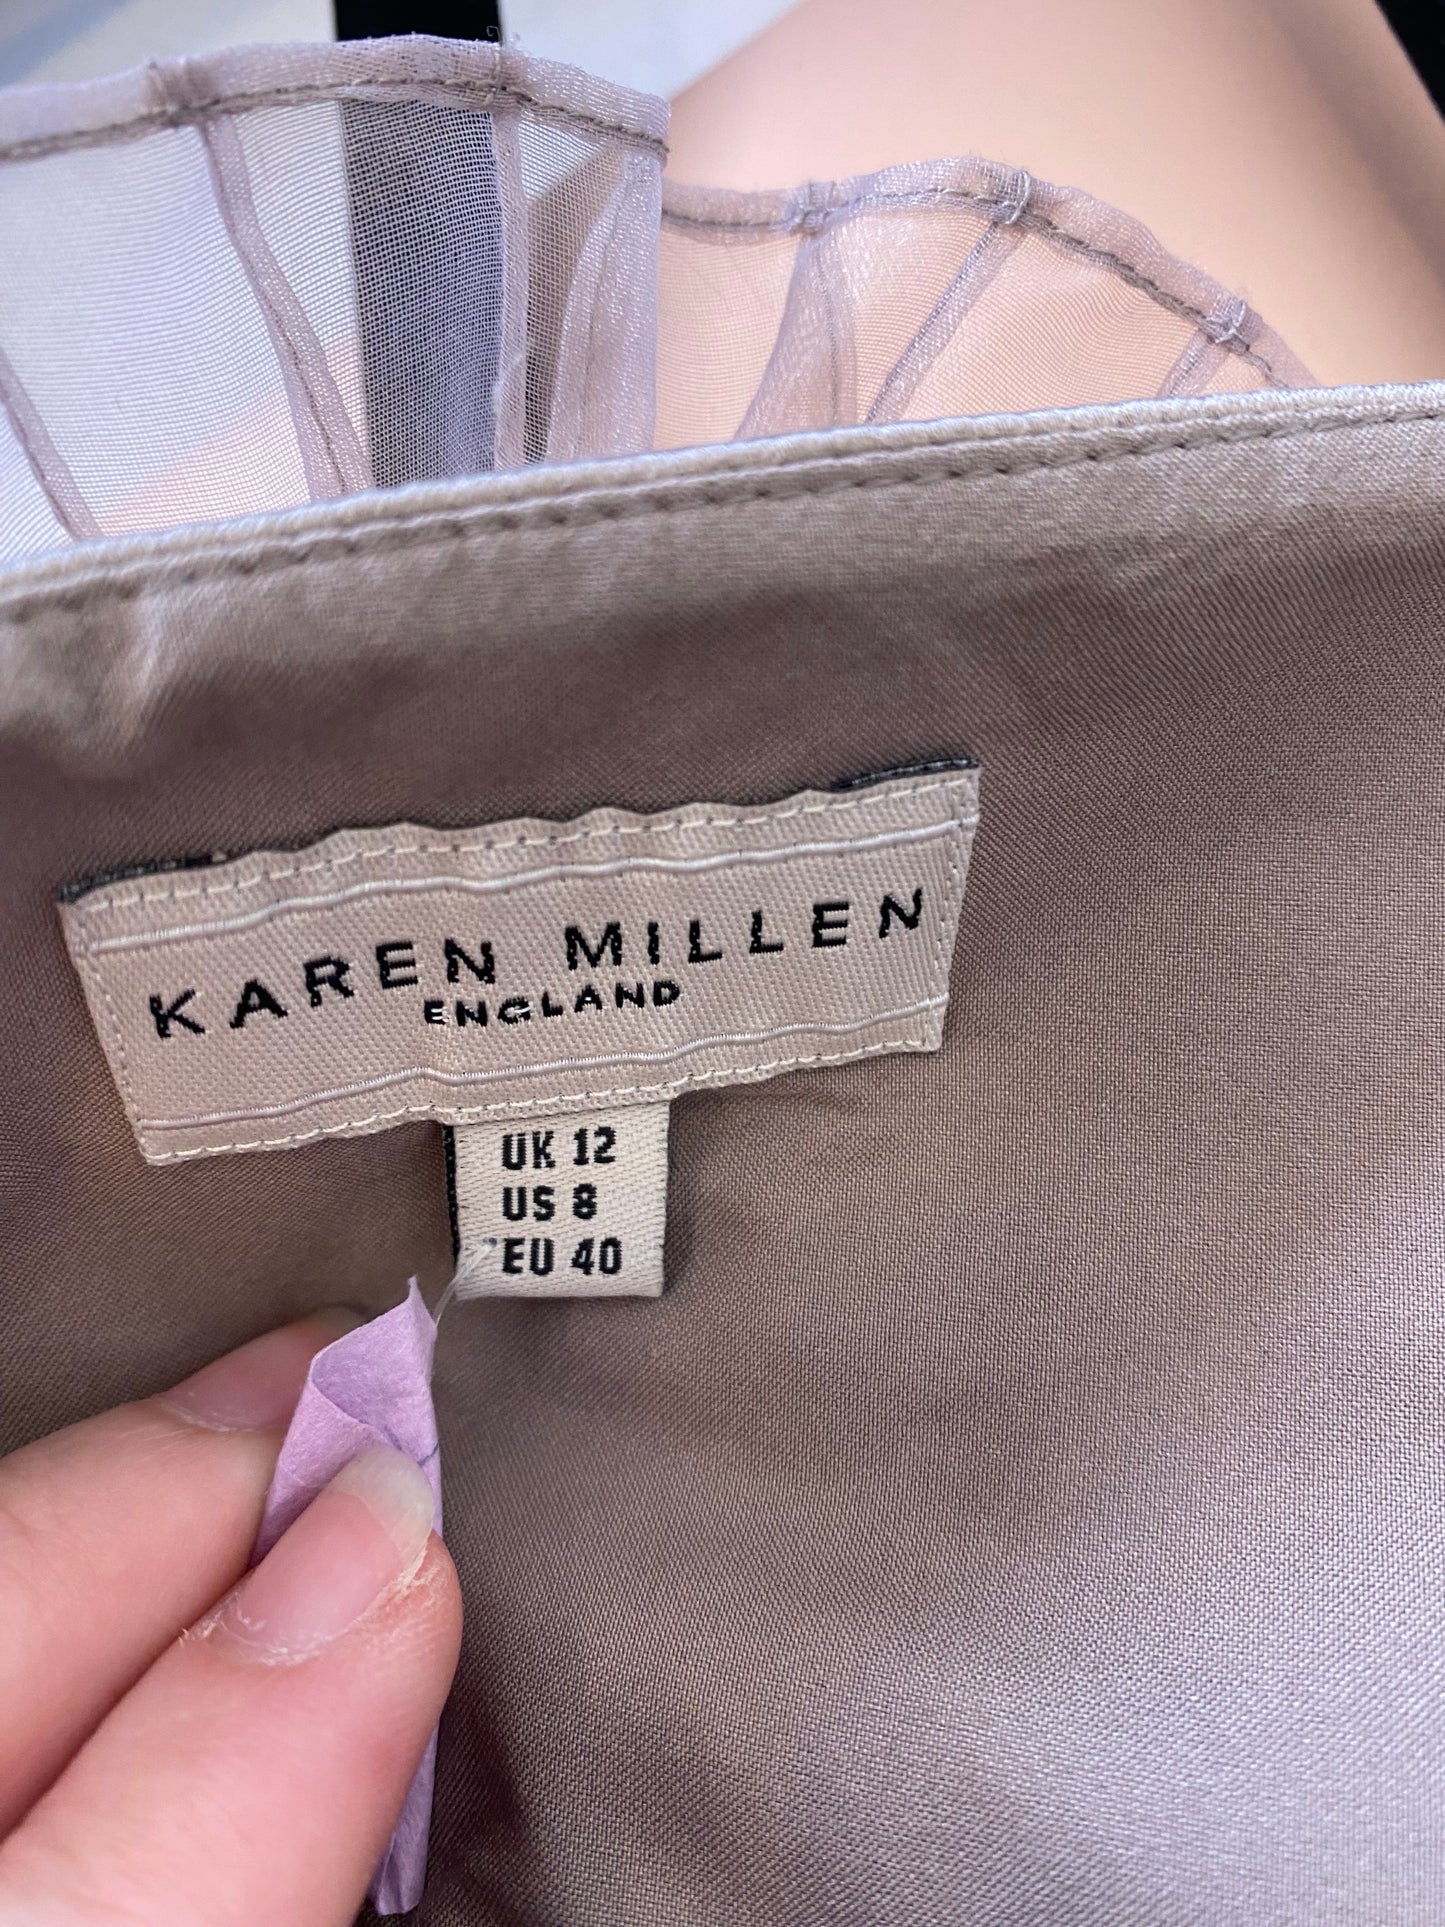 KAREN MILLEN
ENGLAND
UK 12
US 8
EU 40